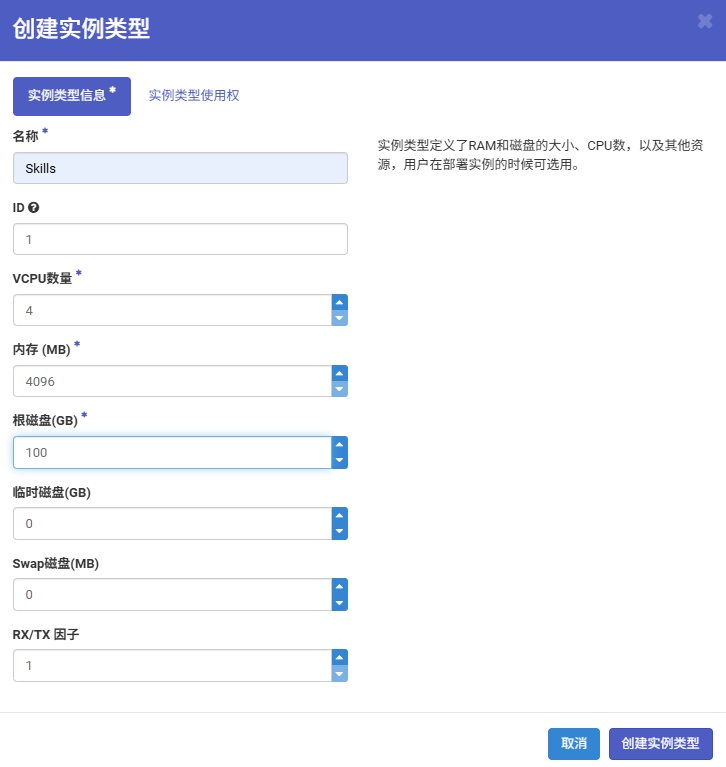 创建实例类型
实例类型信息 * 实例类型使用权
名称 *
Skills
实例类型定义了RAM和磁盘的大小、CPU数，以及其他资
源，用户在部署实例的时候可选用。
ID
1
VCPU数量 *
4
内存 (MB) *
4096
根磁盘(GB) *
100
临时磁盘(GB)
0
Swap磁盘(MB)
0
RX/TX 因子
1
取消 创建实例类型